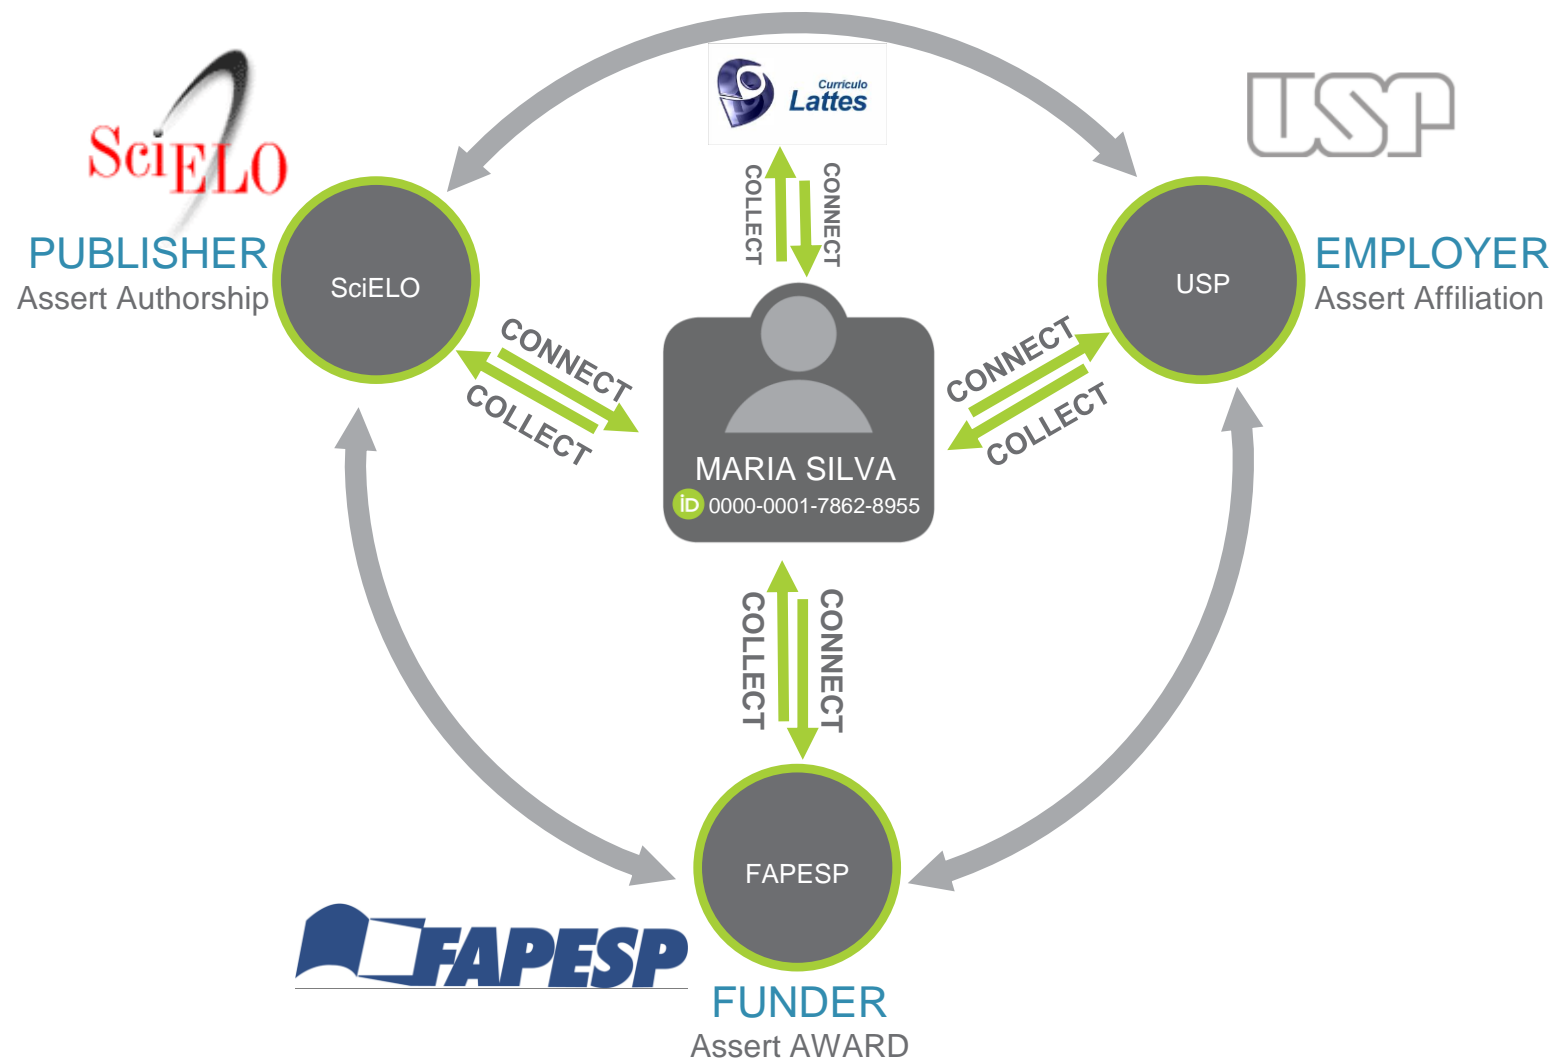 Currículo
Lattes
USP
SciELO
PUBLISHER
Assert Authorship
SciELO
COLLECT
CONNECT
USP
EMPLOYER
Assert Affiliation
CONNECT
COLLECT
CONNECT
COLLECT
MARIA SILVA
iD 0000-0001-7862-8955
COLLECT
CONNECT
FAPESP
FAPESP
FUNDER
Assert AWARD